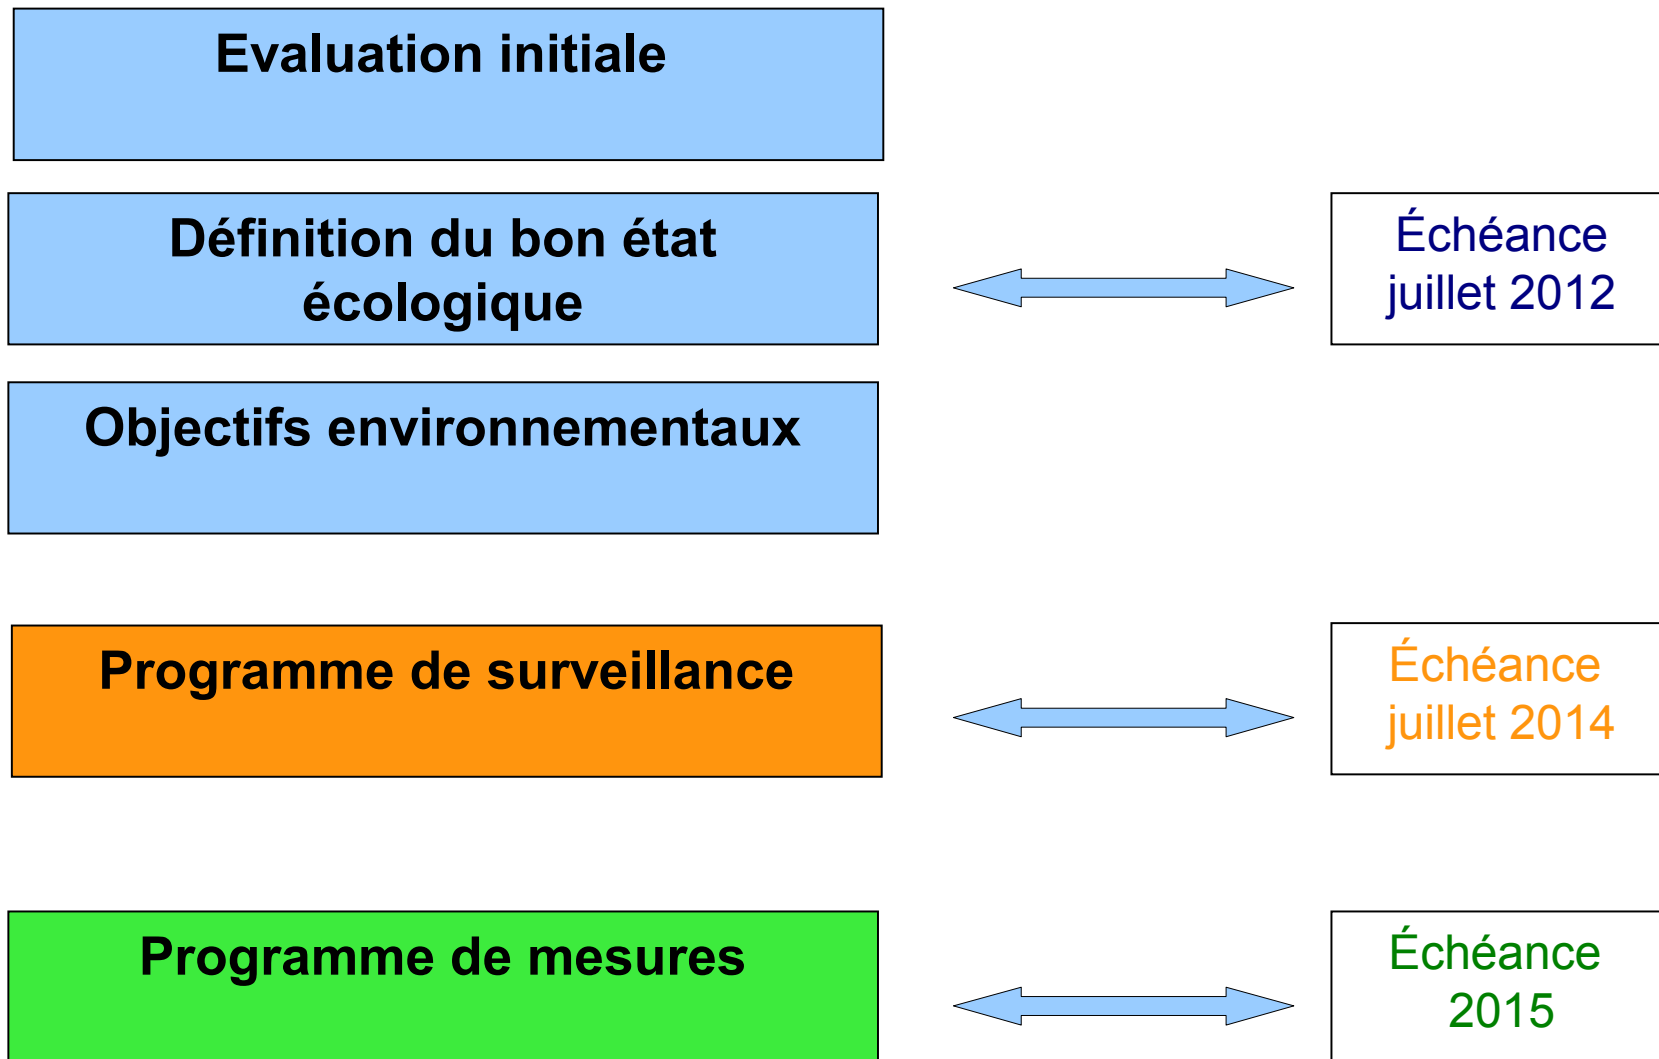 Evaluation initiale
Définition du bon état
écologique
Échéance
juillet 2012
Objectifs environnementaux
Programme de surveillance
Échéance
juillet 2014
Programme de mesures
Échéance
2015